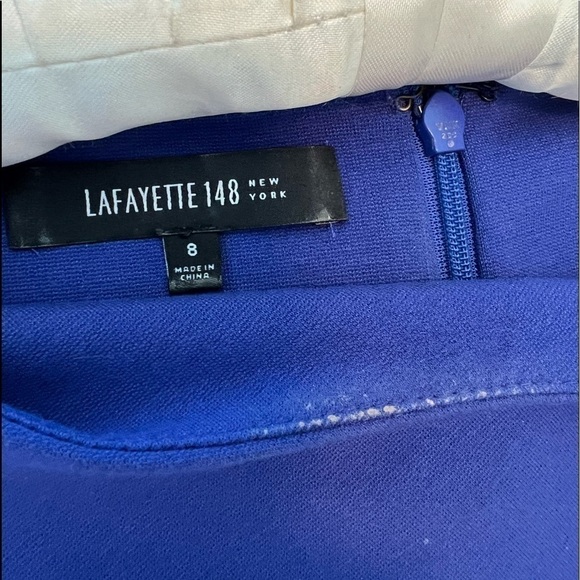 LAFAYETTE 148 NEW YORK
8
MADE IN
CHINA